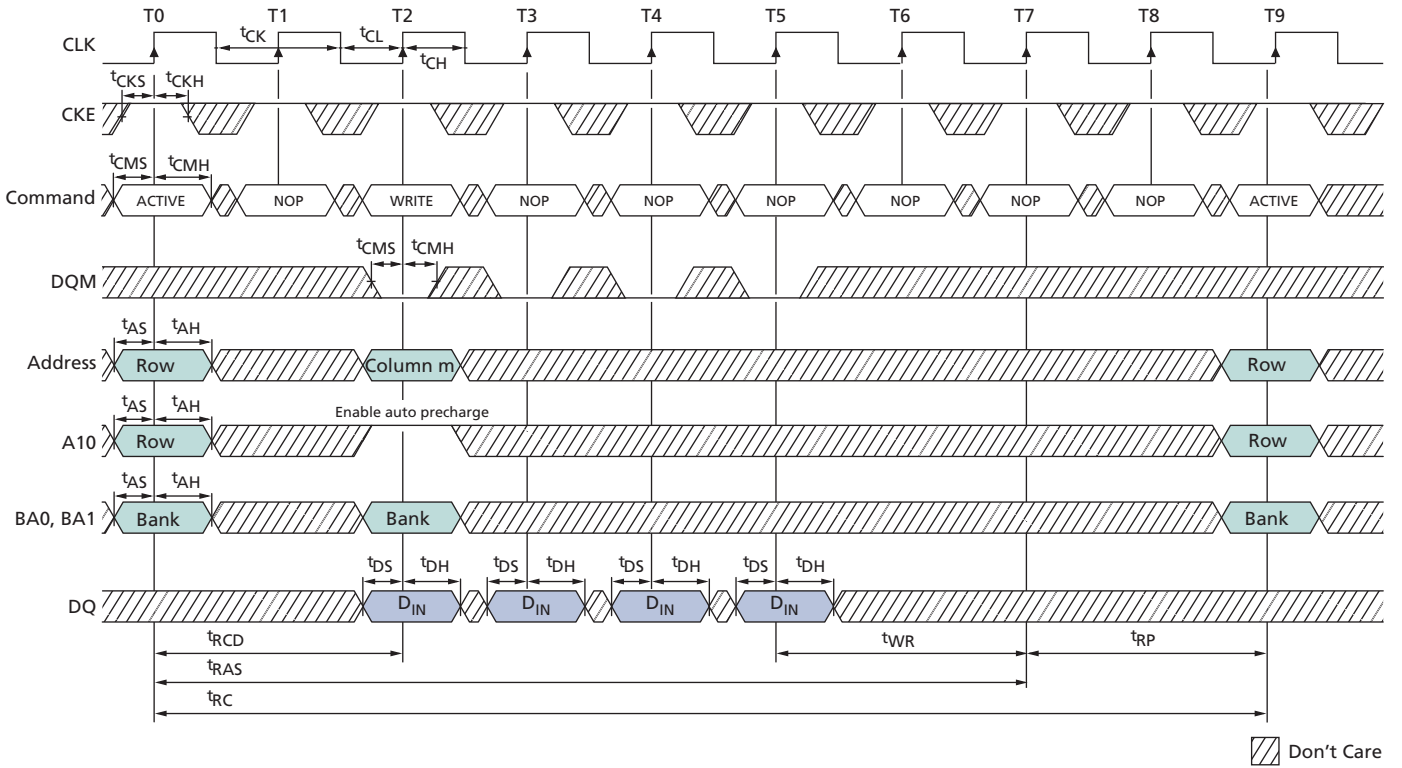 T0 T1 T2 T3 T4 T5 T6 T7 T8 T9
CLK
tCK tCL
tCH
tCKS tCKH
CKE
tCMS tCMH
Command ACTIVE NOP WRITE NOP NOP NOP NOP NOP NOP ACTIVE
tCMS tCMH
DQM
tAS tAH
Address Row Column m Row
tAS tAH Enable auto precharge
A10 Row Row
tAS tAH
BA0, BA1 Bank Bank Bank
tDS tDH tDS tDH tDS tDH tDS tDH
DQ DIN DIN DIN DIN
tRCD tWR tRP
tRAS
tRC
Don't Care